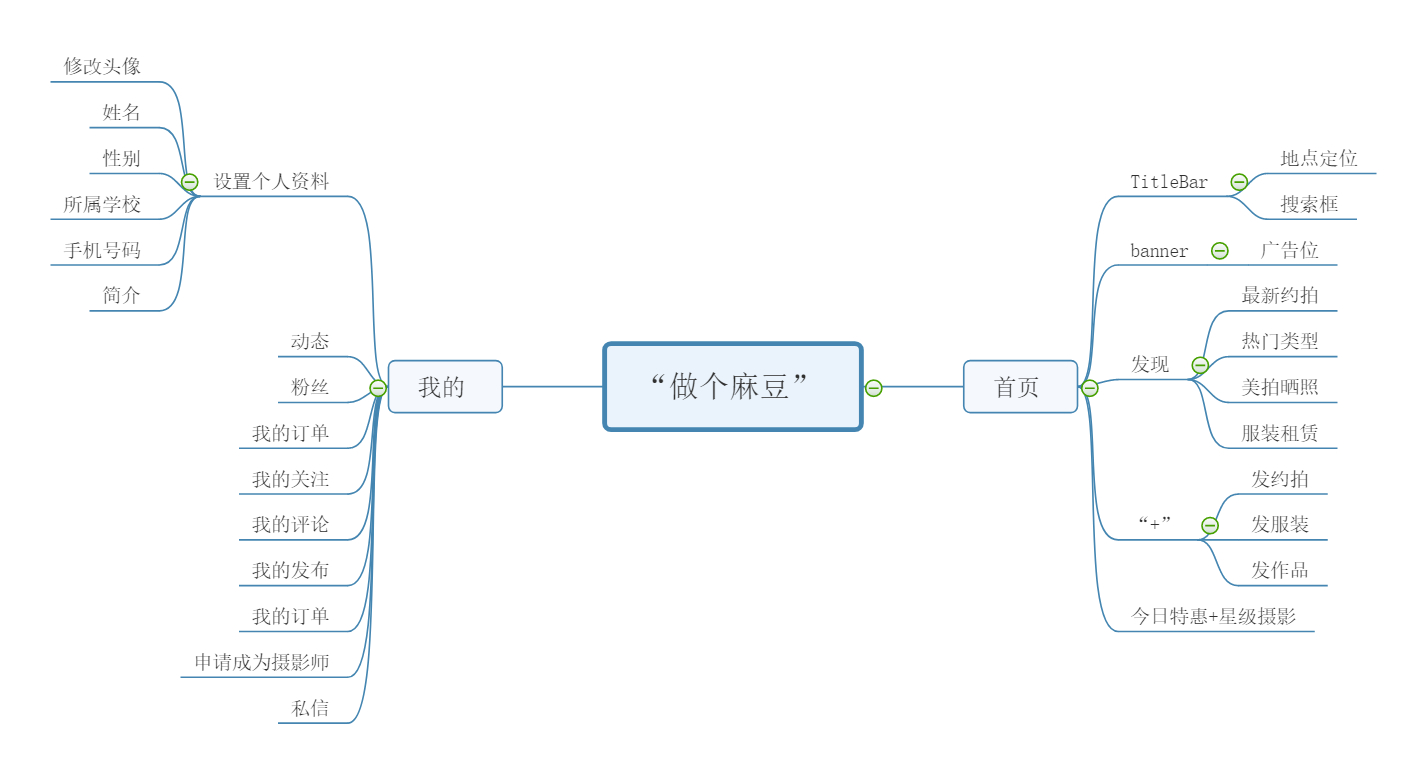 修改头像
姓名
性别
所属学校
手机号码
简介
设置个人资料
动态
粉丝
我的订单
我的关注
我的评论
我的发布
我的订单
申请成为摄影师
私信
我的
“做个麻豆”
首页
TitleBar
地点定位
搜索框
banner
广告位
发现
最新约拍
热门类型
美拍晒照
服装租赁
“+”
发约拍
发服装
发作品
今日特惠+星级摄影